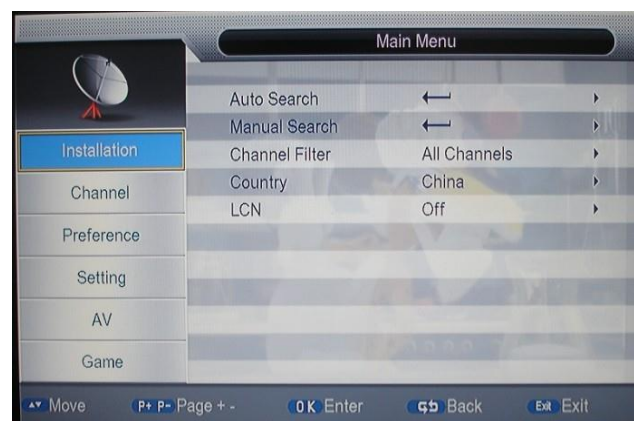 Main Menu
Auto Search
Manual Search
Channel Filter All Channels
Country China
LCN Off
Installation
Channel
Preference
Setting
AV
Game
Move P+ P- Page + - OK Enter Back Exit Exit